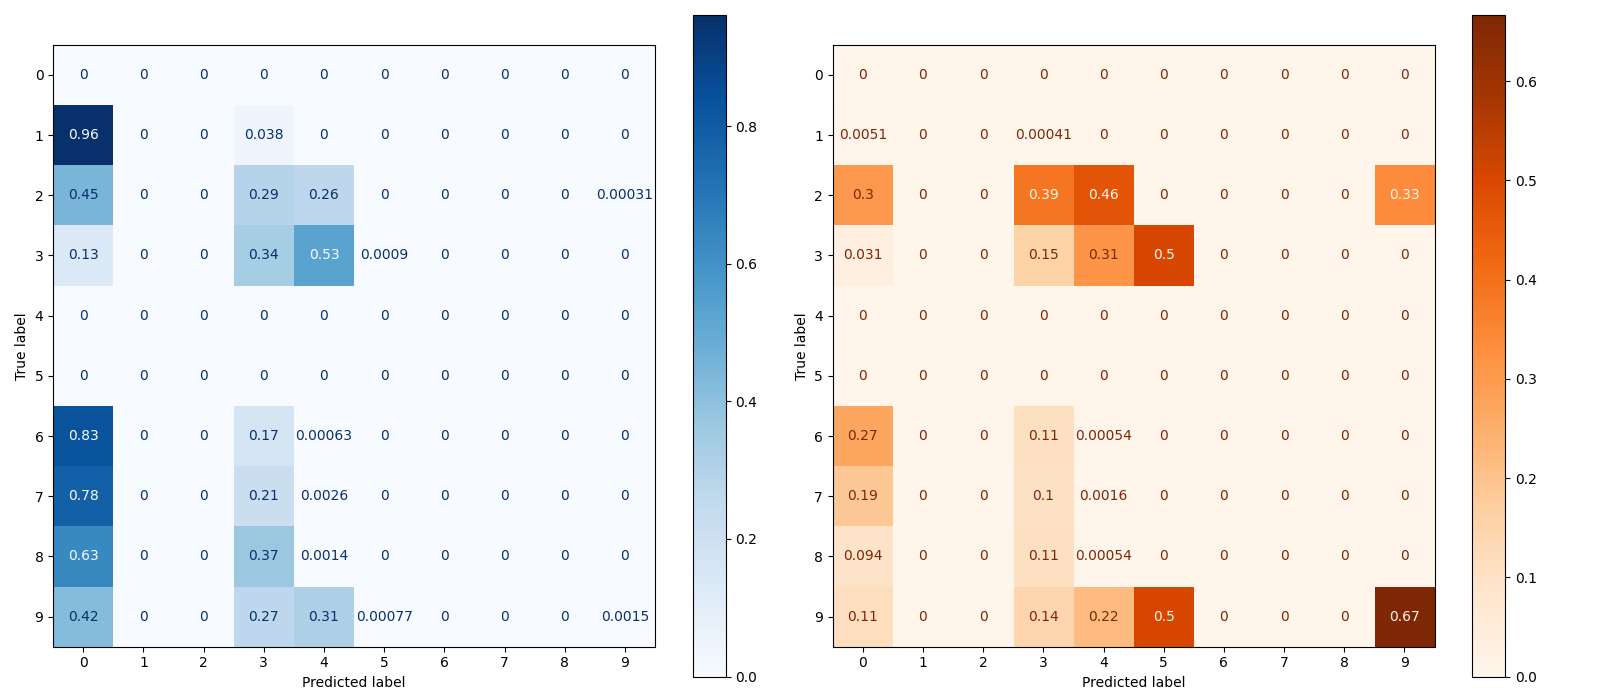 0 0 0 0 0 0 0 0 0 0 0
1 0.96 0 0 0.038 0 0 0 0 0 0
2 0.45 0 0 0.29 0.26 0 0 0 0 0.00031
3 0.13 0 0 0.34 0.53 0.0009 0 0 0 0
4 0 0 0 0 0 0 0 0 0 0
5 0 0 0 0 0 0 0 0 0 0
6 0.83 0 0 0.17 0.00063 0 0 0 0 0
7 0.78 0 0 0.21 0.0026 0 0 0 0 0
8 0.63 0 0 0.37 0.0014 0 0 0 0 0
9 0.42 0 0 0.27 0.31 0.00077 0 0 0 0.0015
0 1 2 3 4 5 6 7 8 9
Predicted label
True label
0.8
0.6
0.4
0.2
0.0
0 0 0 0 0 0 0 0 0 0 0
1 0.0051 0 0 0.00041 0 0 0 0 0 0
2 0.3 0 0 0.39 0.46 0 0 0 0 0.33
3 0.031 0 0 0.15 0.31 0.5 0 0 0 0
4 0 0 0 0 0 0 0 0 0 0
5 0 0 0 0 0 0 0 0 0 0
6 0.27 0 0 0.11 0.00054 0 0 0 0 0
7 0.19 0 0 0.1 0.0016 0 0 0 0 0
8 0.094 0 0 0.11 0.00054 0 0 0 0 0
9 0.11 0 0 0.14 0.22 0.5 0 0 0 0.67
0 1 2 3 4 5 6 7 8 9
Predicted label
True label
0.6
0.5
0.4
0.3
0.2
0.1
0.0